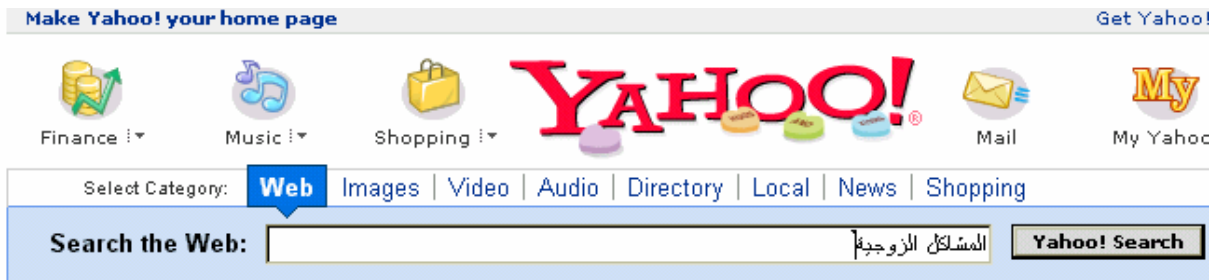 Make Yahoo! your home page Get Yahoo!
YAHOO!®
Finance Music Shopping Mail My Yahoo
Select Category: Web Images | Video | Audio | Directory | Local | News | Shopping
Search the Web: المشاكل الزوجية Yahoo! Search